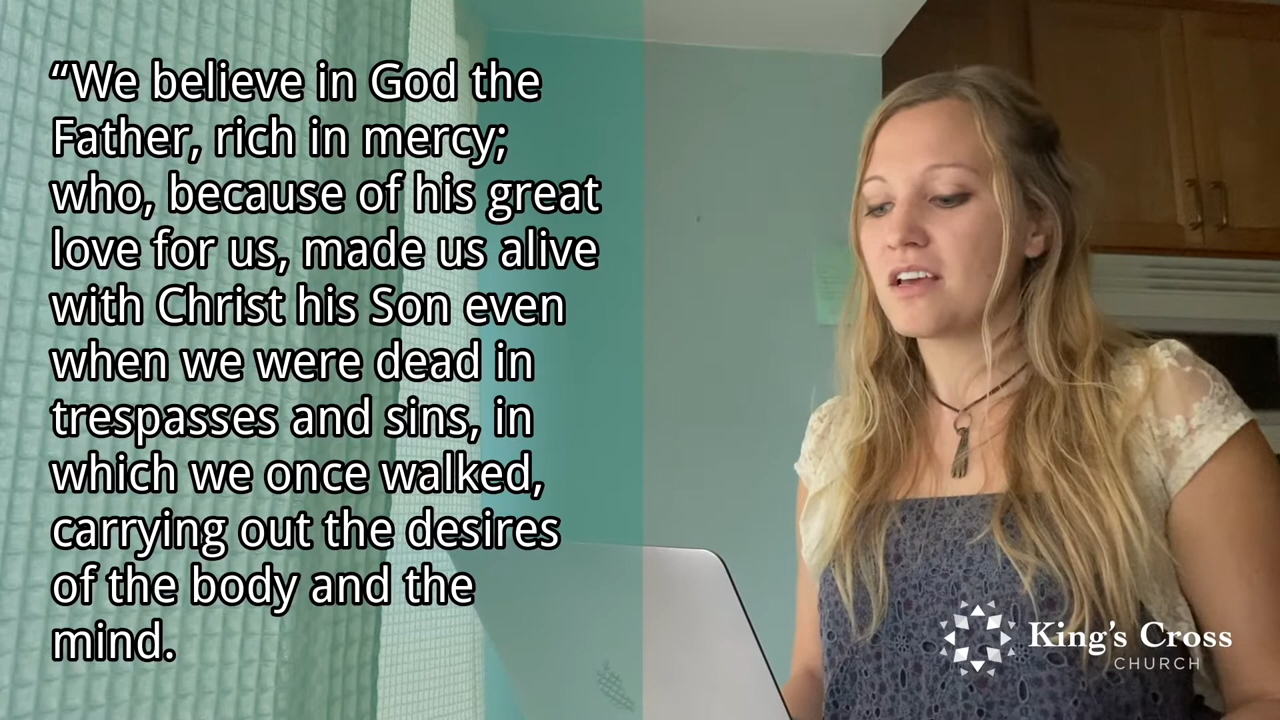 “We believe in God the
Father, rich in mercy;
who, because of his great
love for us, made us alive
with Christ his Son even
when we were dead in
trespasses and sins, in
which we once walked,
carrying out the desires
of the body and the
mind.
King’s Cross
CHURCH